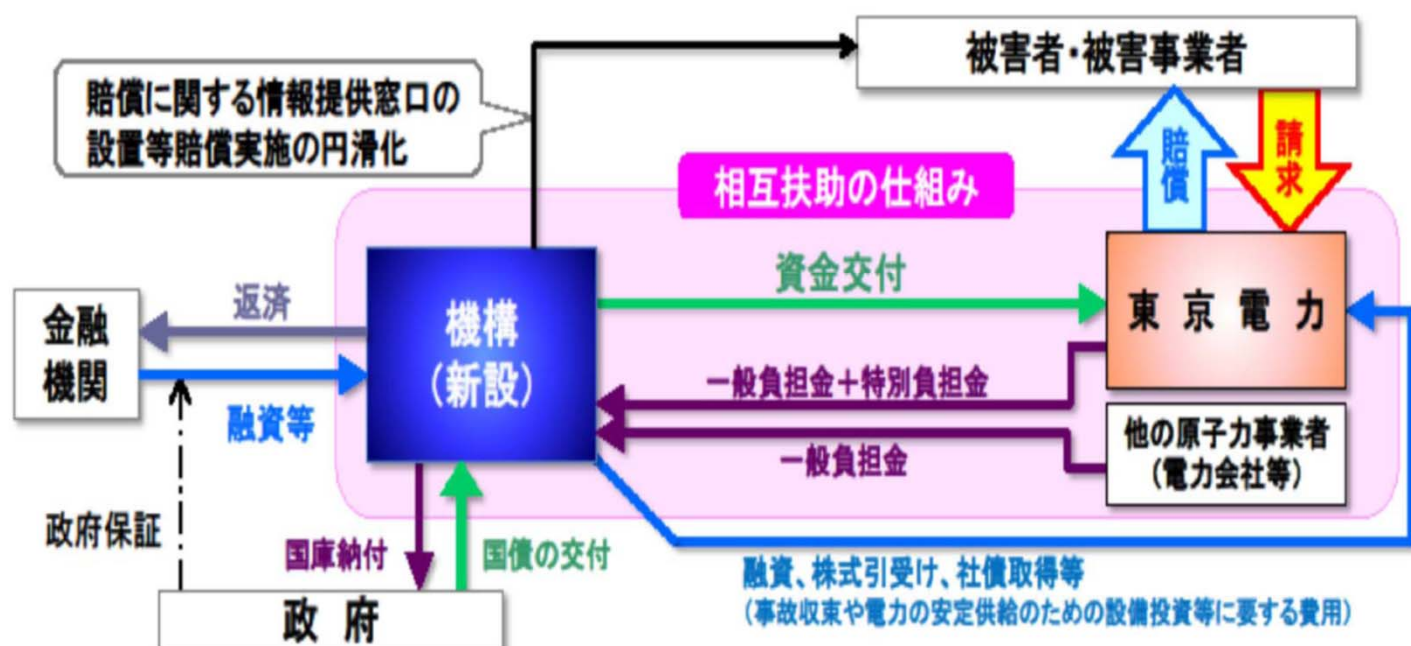 被害者・被害事業者
賠償に関する情報提供窓口の
設置等賠償実施の円滑化
賠償
請求
相互扶助の仕組み
機構
(新設)
資金交付
東京電力
返済
金融
機関
融資等
一般負担金+特別負担金
一般負担金
他の原子力事業者
(電力会社等)
政府保証
国庫納付
国債の交付
政府
融資、株式引受け、社債取得等
(事故収束や電力の安定供給のための設備投資等に要する費用)